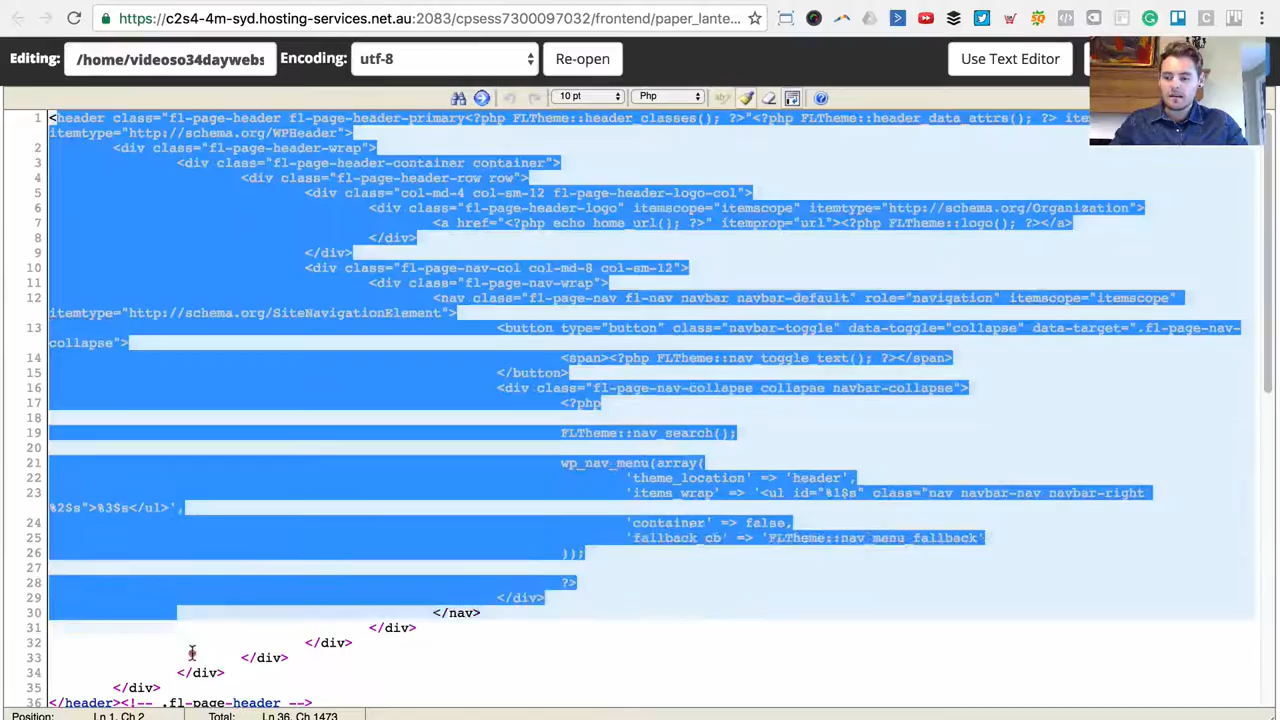 https://c2s4-4m-syd.hosting-services.net.au:2083/cpsess7300097032/frontend/paper_lante...
Editing: /home/videoso34daywebs Encoding: utf-8 Re-open Use Text Editor
10 pt Php
1 <header class="fl-page-header fl-page-header-primary<?php FLTheme::header_classes(); ?>"<?php FLTheme::header_data_attrs(); ?>
itemtype="http://schema.org/WPHeader">
2 <div class="fl-page-header-wrap">
3 <div class="fl-page-header-container container">
4 <div class="fl-page-header-row row">
5 <div class="col-md-4 col-sm-12 fl-page-header-logo-col">
6 <div class="fl-page-header-logo" itemscope="itemscope" itemtype="http://schema.org/Organization">
7 <a href="<?php echo home_url(); ?>" itemprop="url"><?php FLTheme::logo(); ?></a>
8 </div>
9 </div>
10 <div class="fl-page-nav-col col-md-8 col-sm-12">
11 <div class="fl-page-nav-wrap">
12 <nav class="fl-page-nav fl-nav navbar navbar-default" role="navigation" itemscope="itemscope"
itemtype="http://schema.org/SiteNavigationElement">
13 <button type="button" class="navbar-toggle" data-toggle="collapse" data-target=".fl-page-nav-
collapse">
14 <span><?php FLTheme::nav_toggle_text(); ?></span>
15 </button>
16 <div class="fl-page-nav-collapse collapse navbar-collapse">
17 <?php
18
19 FLTheme::nav_search();
20
21 wp_nav_menu(array(
22 'theme_location' => 'header',
23 'items_wrap' => '<ul id="%1$s" class="nav navbar-nav navbar-right
%2$s">%3$s</ul>',
24 'container' => false,
25 'fallback_cb' => 'FLTheme::nav_menu_fallback'
26 ));
27
28 ?>
29 </div>
30 </nav>
31 </div>
32 </div>
33 </div>
34 </div>
35 </div>
36 </header><!-- .fl-page-header -->
Position: Ln 1, Ch 2 Total: Ln 36, Ch 1473